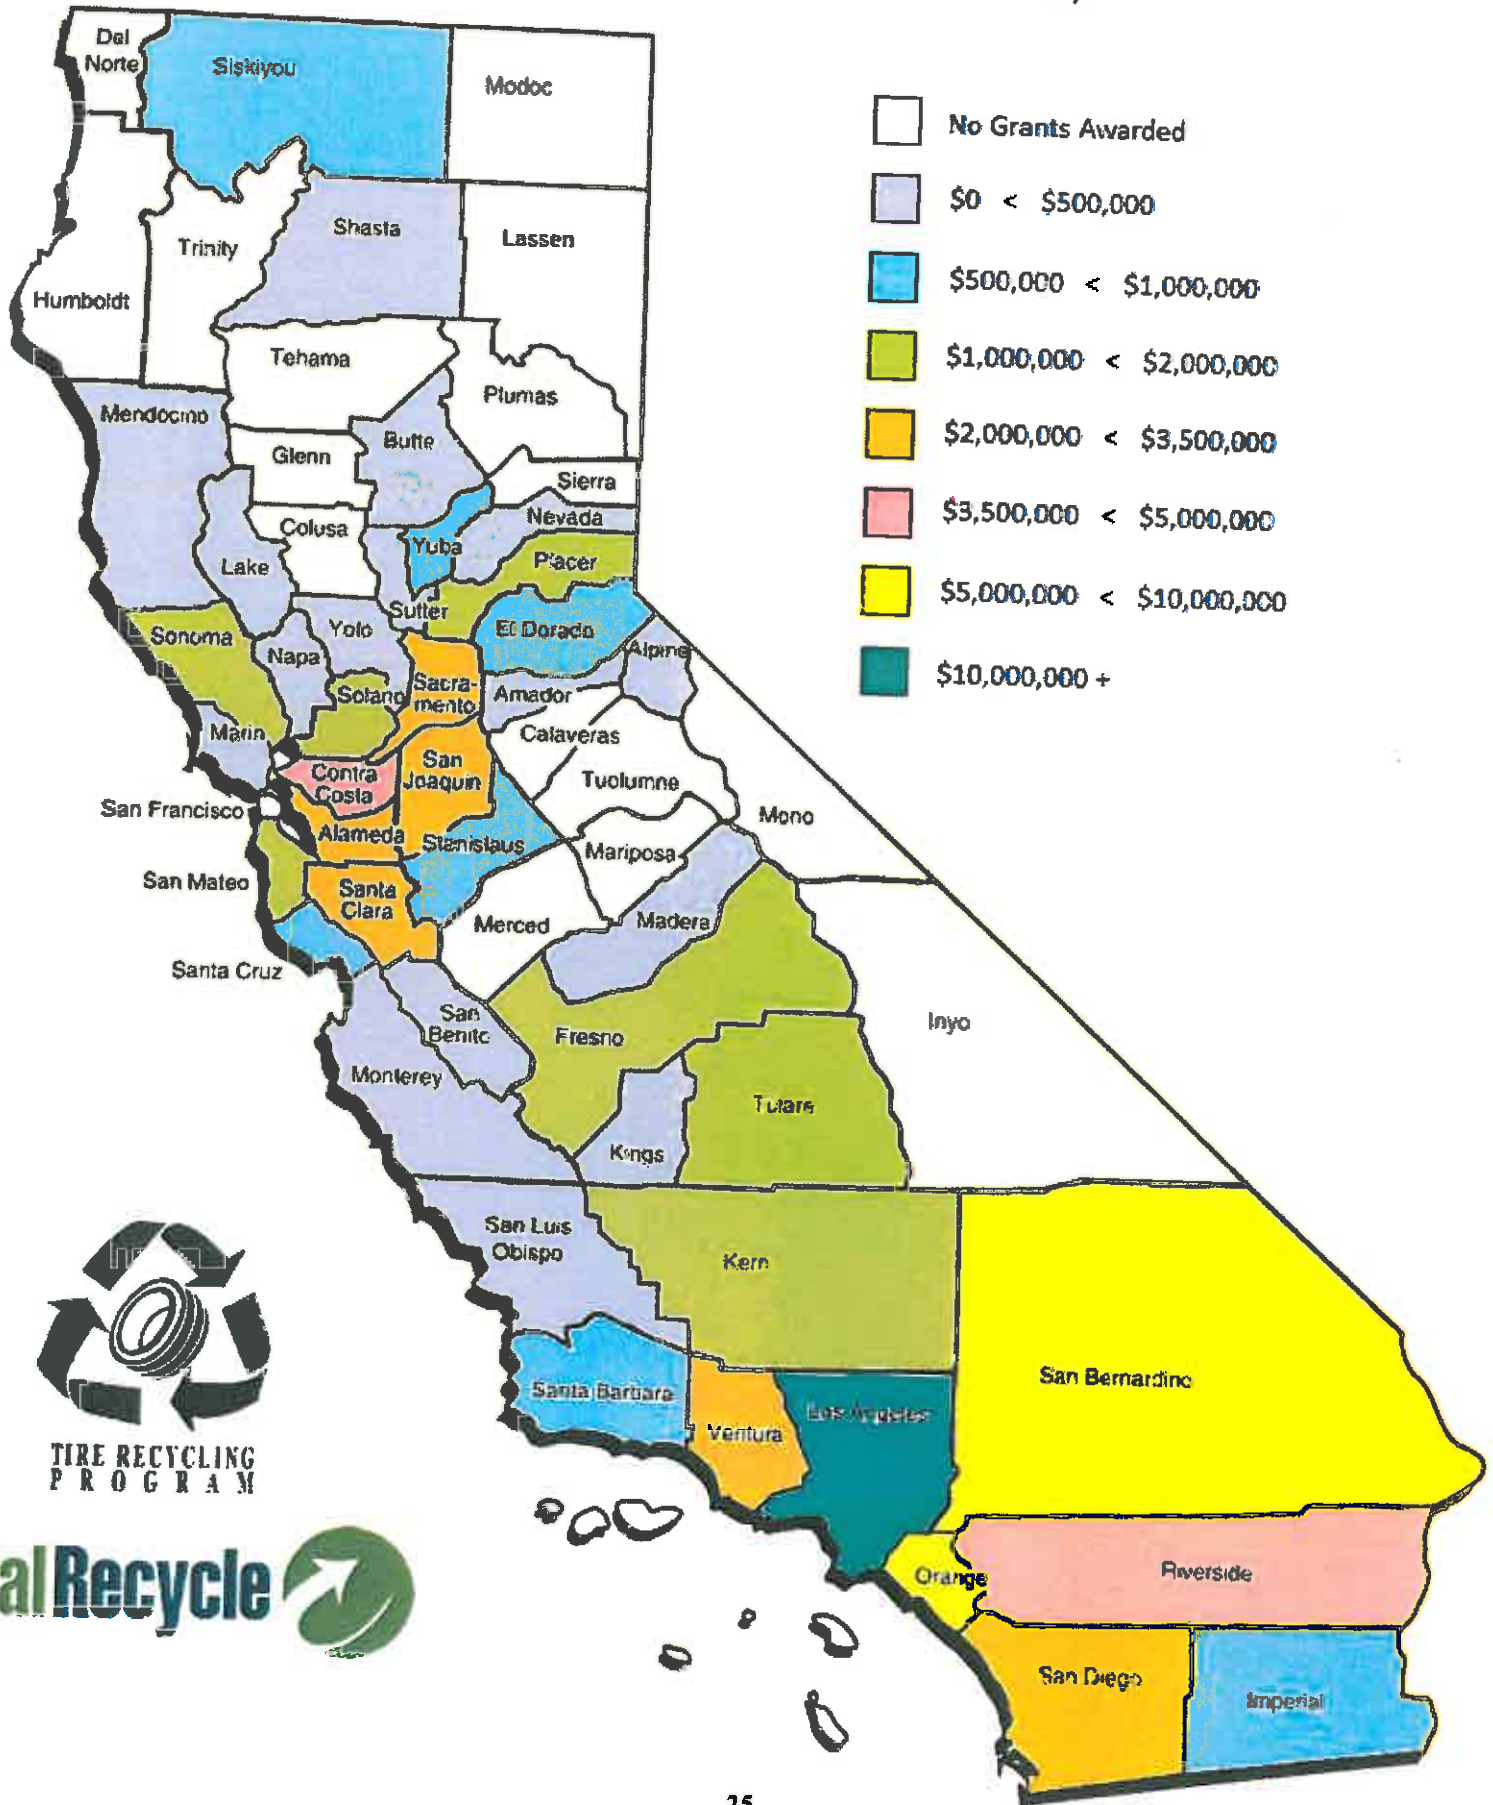 Del
Norte
Siskiyou
Modoc
No Grants Awarded
$0 < $500,000
$500,000 < $1,000,000
$1,000,000 < $2,000,000
$2,000,000 < $3,500,000
$3,500,000 < $5,000,000
$5,000,000 < $10,000,000
$10,000,000 +
Shasta
Lassen
Trinity
Humboldt
Tehama
Plumas
Mendocino
Butte
Glenn
Sierra
Nevada
Colusa
Yuba
Placer
Lake
Sutter
Sonoma
Yolo
El Dorado
Napa
Alpine
Solano
Sacra-
mento
Amador
Marin
Calaveras
Contra
Costa
San
Joaquin
Tuolumne
San Francisco
Mono
Alameda
Stanislaus
Mariposa
San Mateo
Santa
Clara
Merced
Madera
Santa Cruz
San
Benito
Fresno
Inyo
Monterey
Tulare
Kings
San Luis
Obispo
Kern
Santa Barbara
Ventura
Los Angeles
San Bernardino
TIRE RECYCLING
PROGRAM
alRecycle
Orange
Riverside
San Diego
Imperial
25